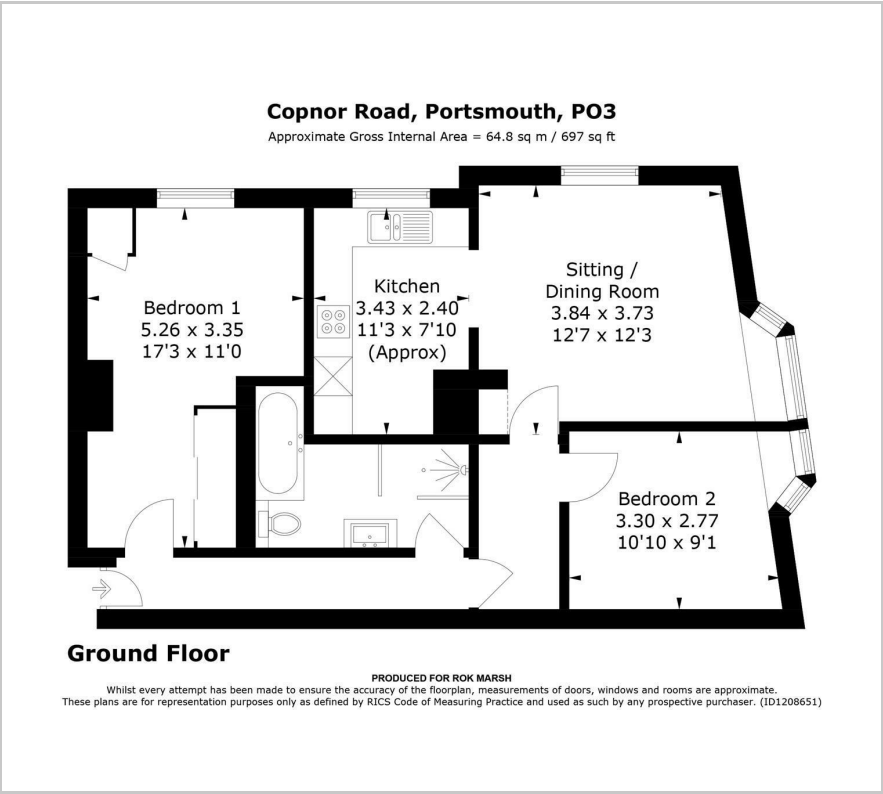 Copnor Road, Portsmouth, PO3
Approximate Gross Internal Area = 64.8 sq m / 697 sq ft
Sitting /
Dining Room
3.84 x 3.73
12'7 x 12'3
Kitchen
3.43 x 2.40
11'3 x 7'10
(Approx)
Bedroom 1
5.26 x 3.35
17'3 x 11'0
Bedroom 2
3.30 x 2.77
10'10 x 9'1
Ground Floor
PRODUCED FOR ROK MARSH
Whilst every attempt has been made to ensure the accuracy of the floorplan, measurements of doors, windows and rooms are approximate.
These plans are for representation purposes only as defined by RICS Code of Measuring Practice and used as such by any prospective purchaser. (ID1208651)